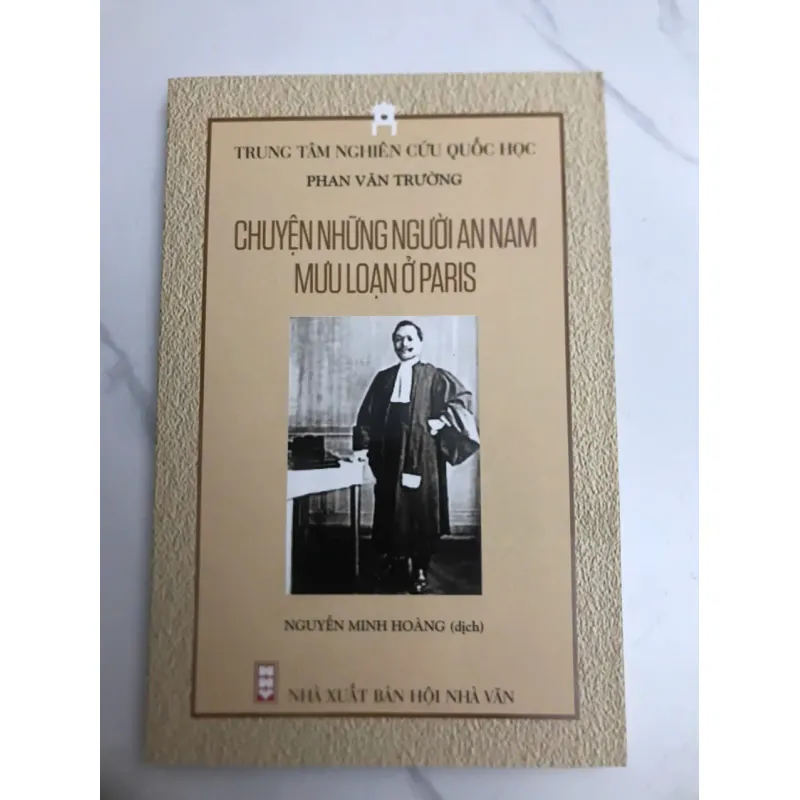 TRUNG TÂM NGHIÊN CỨU QUỐC HỌC
PHAN VĂN TRƯỜNG
CHUYỆN NHỮNG NGƯỜI AN NAM
MƯU LOẠN Ở PARIS
NGUYỄN MINH HOÀNG (dịch)
NHÀ XUẤT BẢN HỘI NHÀ VĂN